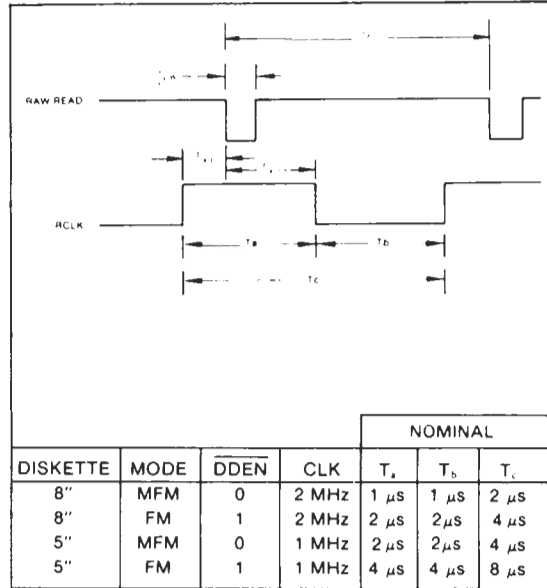 RAW READ
RCLK
Ta
Tb
Tc
NOMINAL
DISKETTE MODE DDEN CLK Ta Tb Tc
8" MFM 0 2 MHz 1 μs 1 μs 2 μs
8" FM 1 2 MHz 2 μs 2μs 4 μs
5" MFM 0 1 MHz 2 μs 2μs 4 μs
5" FM 1 1 MHz 4 μs 4 μs 8 μs